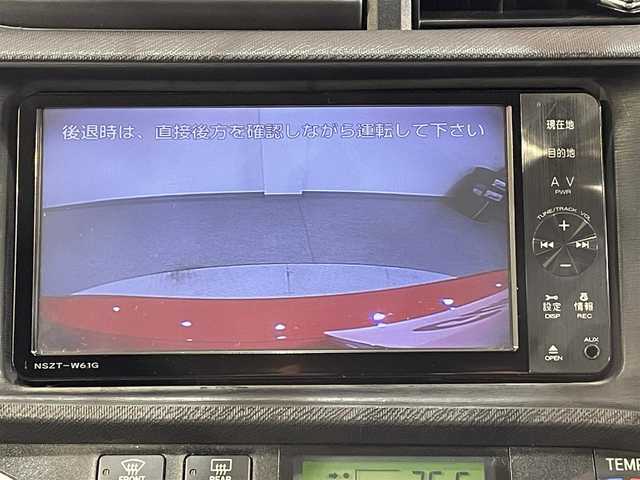 後退時は、直接後方を確認しながら運転して下さい
現在地
目的地
AV
PWR
TUNE/TRACK VOL
+
−
設定 情報
DISP REC
AUX
OPEN
NSZT-W61G
FRONT REAR
TEMP